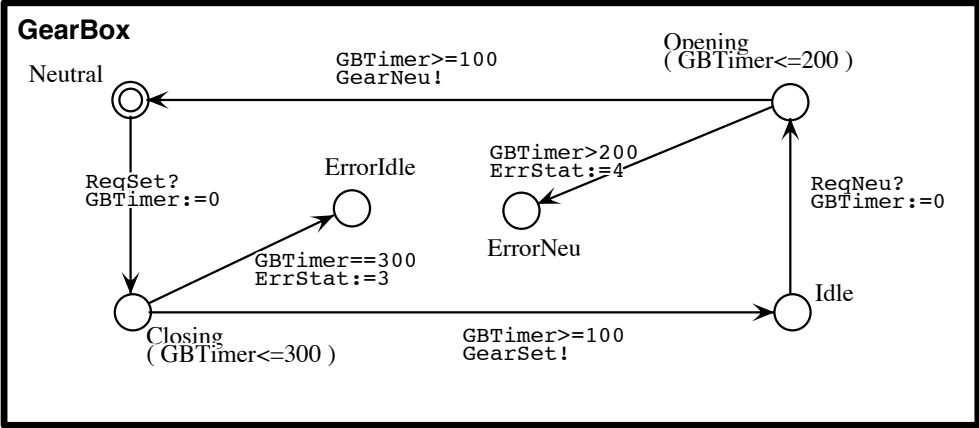 GearBox
Neutral
GBTimer>=100
GearNeu!
Opening
( GBTimer<=200 )
ReqSet?
GBTimer:=0
ErrorIdle
GBTimer>200
ErrStat:=4
ReqNeu?
GBTimer:=0
ErrorNeu
GBTimer==300
ErrStat:=3
Idle
Closing
( GBTimer<=300 )
GBTimer>=100
GearSet!